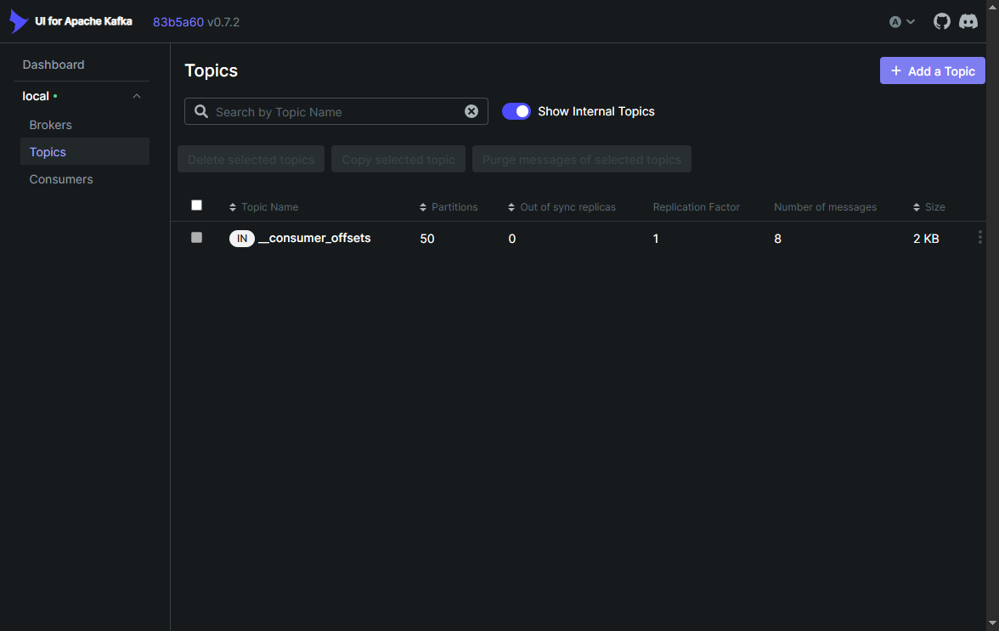 UI for Apache Kafka 83b5a60 v0.7.2 A
Dashboard
local
Brokers
Topics
Consumers
Topics
+ Add a Topic
Search by Topic Name
Show Internal Topics
Delete selected topics Copy selected topic Purge messages of selected topics
Topic Name Partitions Out of sync replicas Replication Factor Number of messages Size
IN __consumer_offsets 50 0 1 8 2 KB